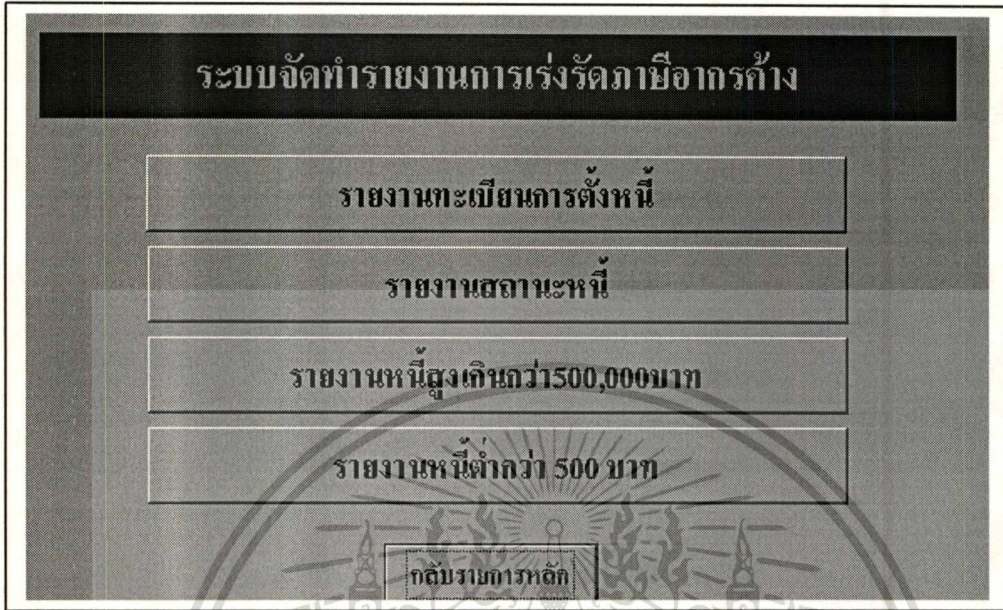 ระบบจัดทำรายงานการเร่งรัดภาษีอากรค้าง
รายงานทะเบียนการตั้งหนี้
รายงานสถานะหนี้
รายงานหนี้สูงเกินกว่า500,000บาท
รายงานหนี้ต่ำกว่า 500 บาท
กลับรายการหลัก